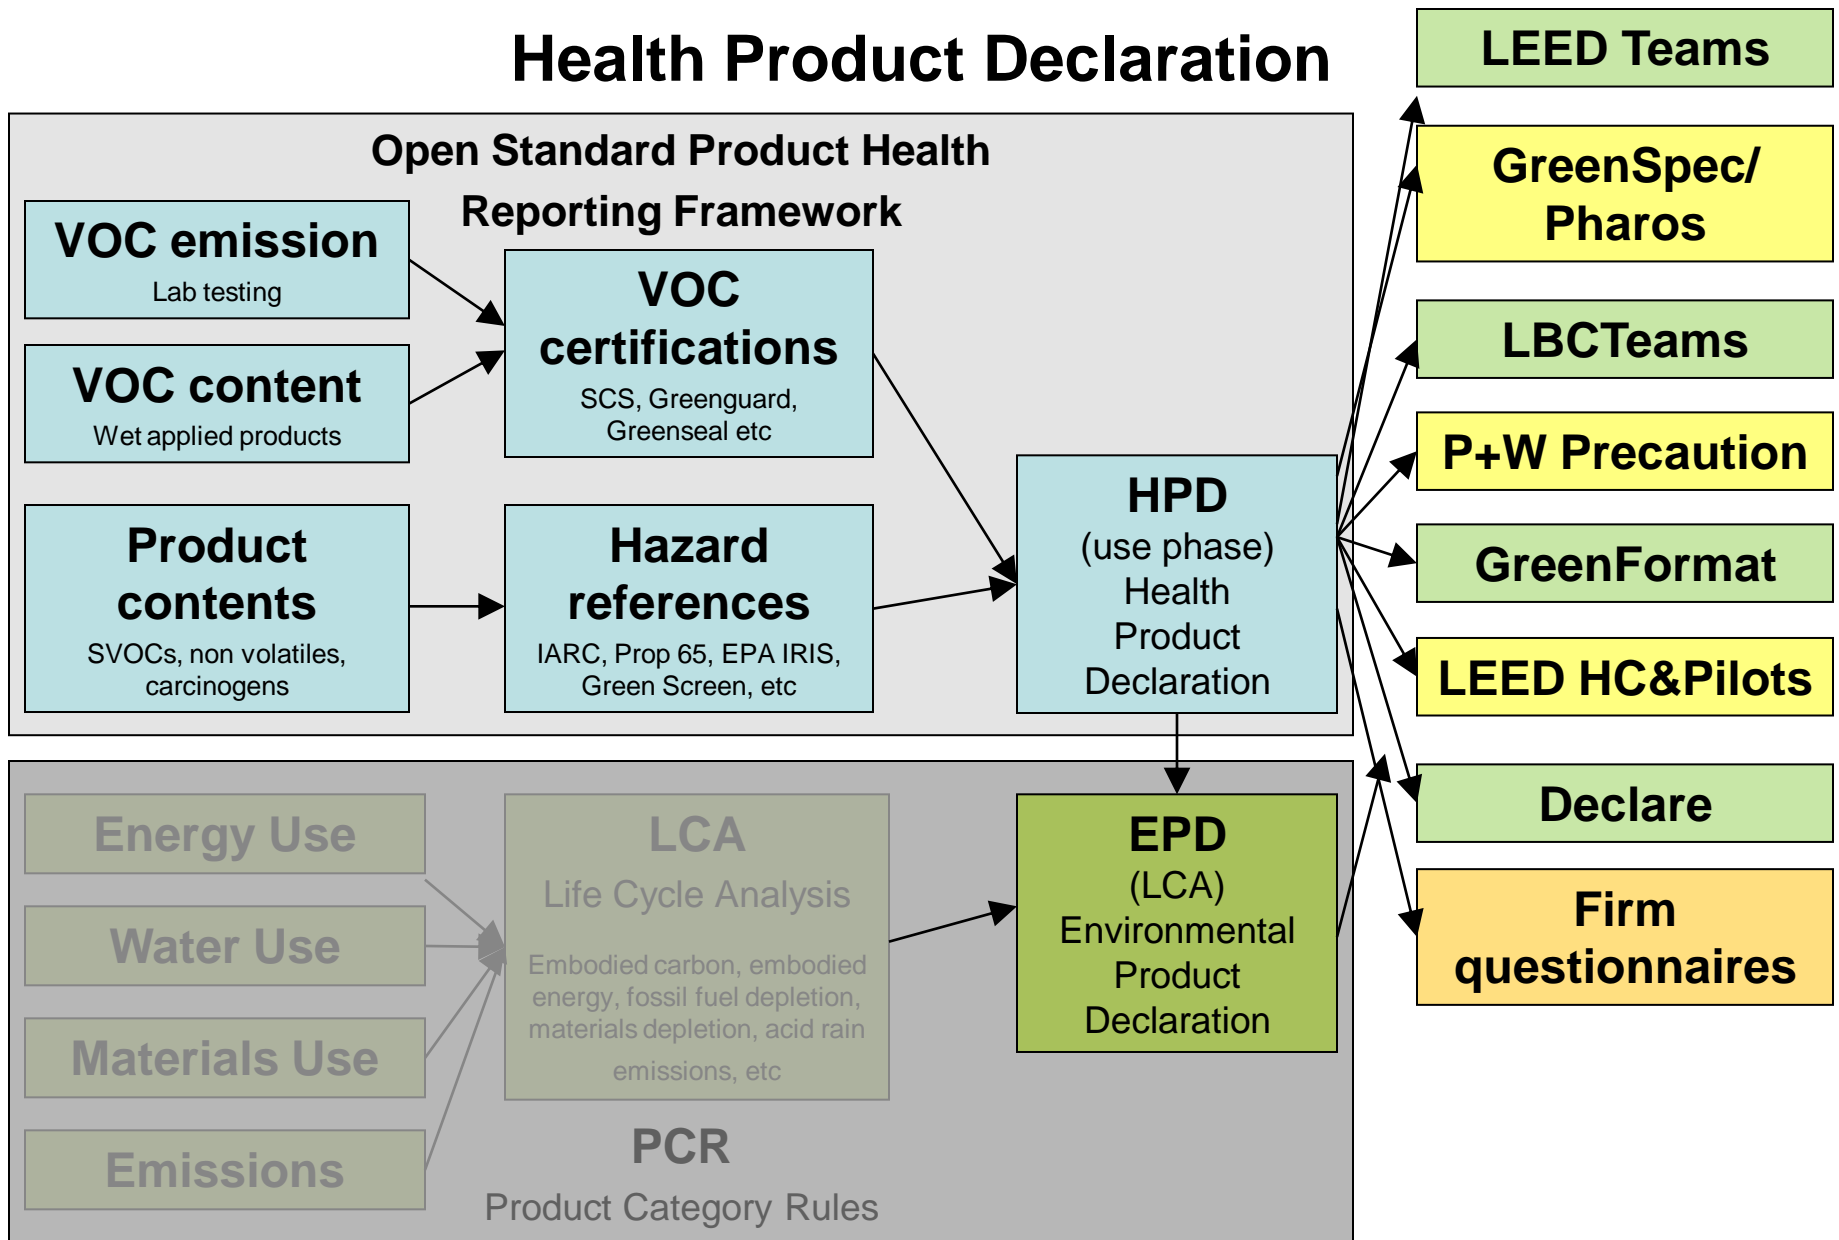 Health Product Declaration
Open Standard Product Health
Reporting Framework
VOC emission
Lab testing
VOC content
Wet applied products
VOC
certifications
SCS, Greenguard,
Greenseal etc
Product
contents
SVOCs, non volatiles,
carcinogens
Hazard
references
IARC, Prop 65, EPA IRIS,
Green Screen, etc
HPD
(use phase)
Health
Product
Declaration
Energy Use
Water Use
Materials Use
Emissions
LCA
Life Cycle Analysis
Embodied carbon, embodied
energy, fossil fuel depletion,
materials depletion, acid rain
emissions, etc
PCR
Product Category Rules
EPD
(LCA)
Environmental
Product
Declaration
LEED Teams
GreenSpec/
Pharos
LBCTeams
P+W Precaution
GreenFormat
LEED HC&Pilots
Declare
Firm
questionnaires